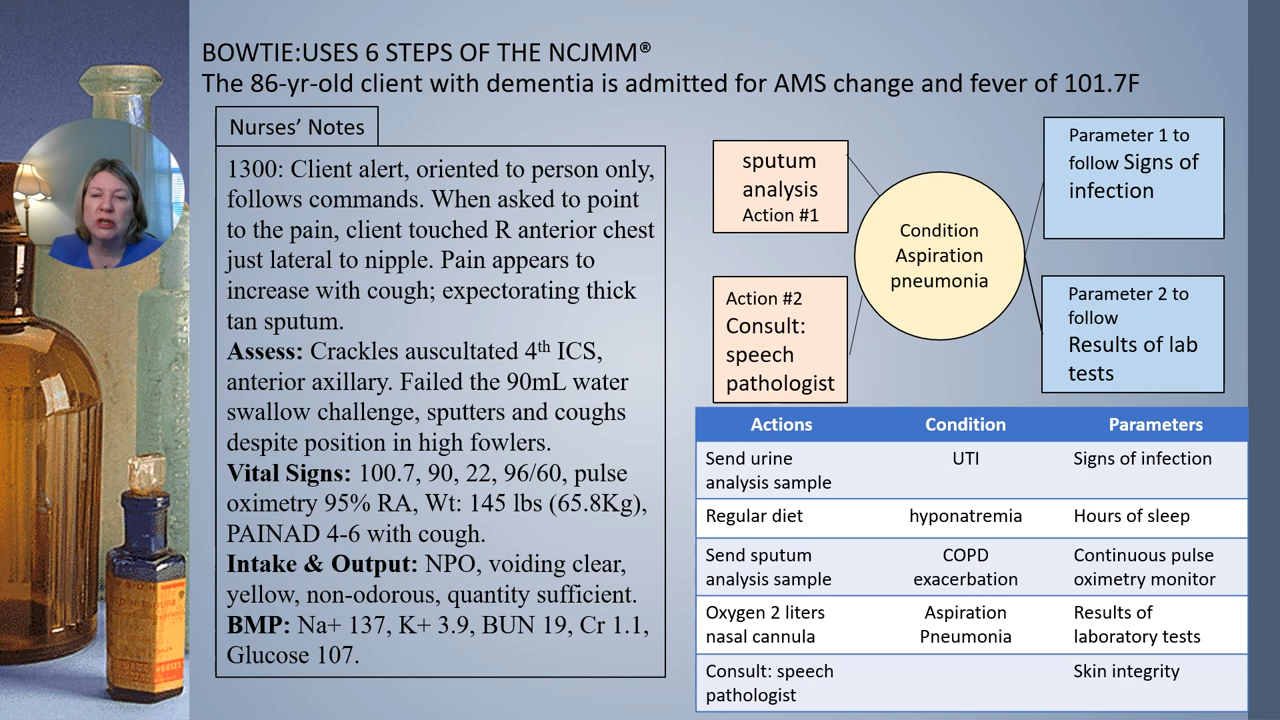 BOWTIE:USES 6 STEPS OF THE NCJMM®
The 86-yr-old client with dementia is admitted for AMS change and fever of 101.7F
Nurses’ Notes
1300: Client alert, oriented to person only,
follows commands. When asked to point
to the pain, client touched R anterior chest
just lateral to nipple. Pain appears to
increase with cough; expectorating thick
tan sputum.
Assess: Crackles auscultated 4th ICS,
anterior axillary. Failed the 90mL water
swallow challenge, sputters and coughs
despite position in high fowlers.
Vital Signs: 100.7, 90, 22, 96/60, pulse
oximetry 95% RA, Wt: 145 lbs (65.8Kg),
PAINAD 4-6 with cough.
Intake & Output: NPO, voiding clear,
yellow, non-odorous, quantity sufficient.
BMP: Na+ 137, K+ 3.9, BUN 19, Cr 1.1,
Glucose 107.
sputum
analysis
Action #1
Action #2
Consult:
speech
pathologist
Condition
Aspiration
pneumonia
Parameter 1 to
follow Signs of
infection
Parameter 2 to
follow
Results of lab
tests
Actions Condition Parameters
Send urine
analysis sample
UTI
Signs of infection
Regular diet
hyponatremia
Hours of sleep
Send sputum
analysis sample
COPD
exacerbation
Continuous pulse
oximetry monitor
Oxygen 2 liters
nasal cannula
Aspiration
Pneumonia
Results of
laboratory tests
Consult: speech
pathologist
Skin integrity